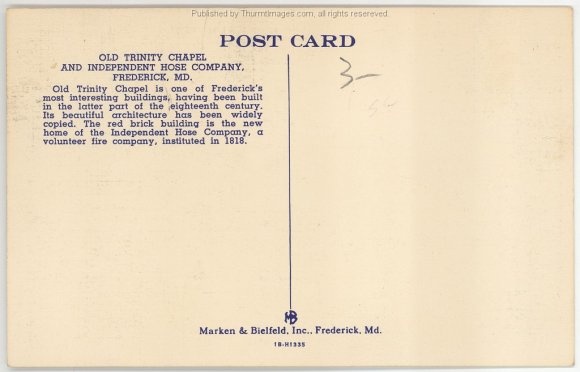 Published by ThurmtImages.com, all rights reserved.
POST CARD
OLD TRINITY CHAPEL
AND INDEPENDENT HOSE COMPANY,
FREDERICK, MD.
Old Trinity Chapel is one of Frederick's
most interesting buildings, having been built
in the latter part of the eighteenth century.
Its beautiful architecture has been widely
copied. The red brick building is the new
home of the Independent Hose Company, a
volunteer fire company, instituted in 1818.
3—
MB
Marken & Bielfeld, Inc., Frederick, Md.
1B-H1335